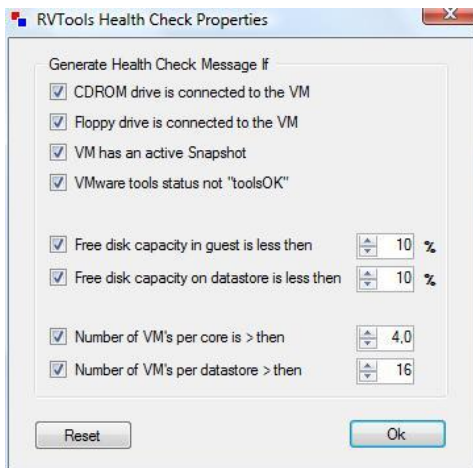 RVTools Health Check Properties
Generate Health Check Message If
CDROM drive is connected to the VM
Floppy drive is connected to the VM
VM has an active Snapshot
VMware tools status not "toolsOK"
Free disk capacity in guest is less then 10 %
Free disk capacity on datastore is less then 10 %
Number of VM's per core is > then 4,0
Number of VM's per datastore > then 16
Reset Ok